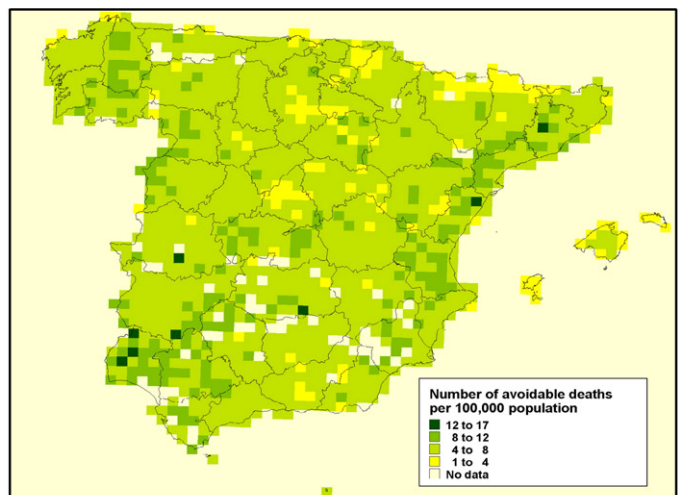 Number of avoidable deaths
per 100,000 population
12 to 17
8 to 12
4 to 8
1 to 4
No data